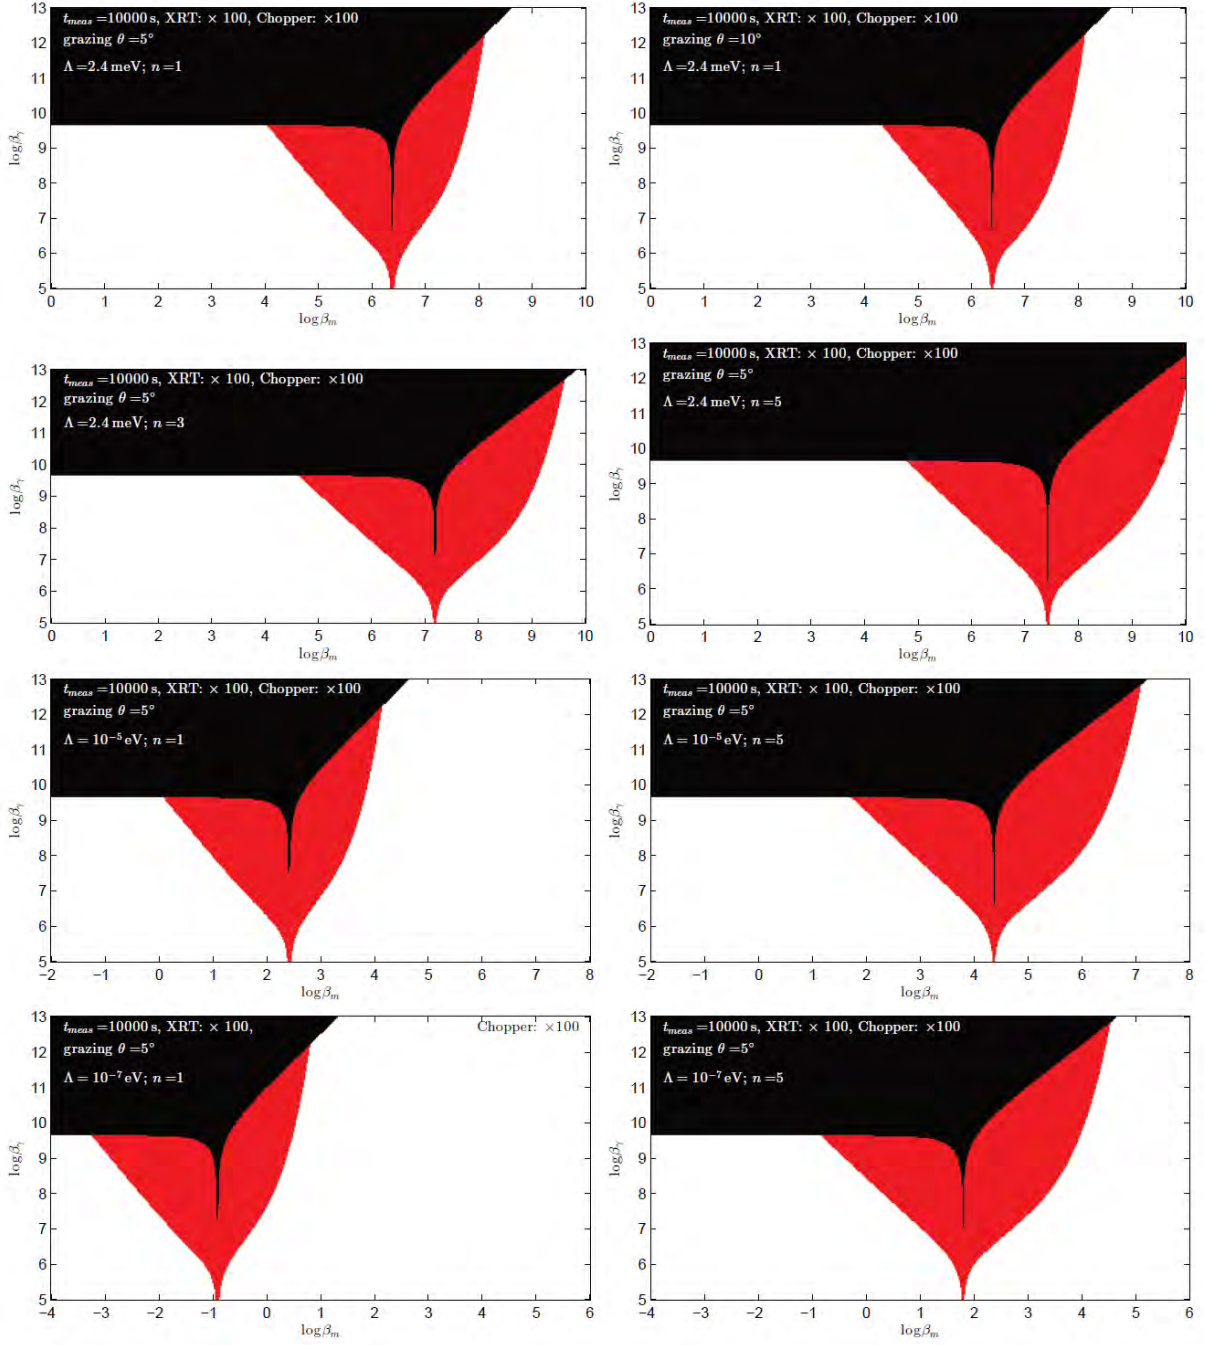 t_meas =10000 s, XRT: × 100, Chopper: ×100
grazing θ =5°
Λ =2.4 meV; n =1
13
12
11
10
9
8
7
6
5
log β_γ
0 1 2 3 4 5 6 7 8 9 10
log β_m
t_meas =10000 s, XRT: × 100, Chopper: ×100
grazing θ =10°
Λ =2.4 meV; n =1
13
12
11
10
9
8
7
6
5
log β_γ
0 1 2 3 4 5 6 7 8 9 10
log β_m
t_meas =10000 s, XRT: × 100, Chopper: ×100
grazing θ =5°
Λ =2.4 meV; n =3
13
12
11
10
9
8
7
6
5
log β_γ
0 1 2 3 4 5 6 7 8 9 10
log β_m
t_meas =10000 s, XRT: × 100, Chopper: ×100
grazing θ =5°
Λ =2.4 meV; n =5
13
12
11
10
9
8
7
6
5
log β_γ
0 1 2 3 4 5 6 7 8 9 10
log β_m
t_meas =10000 s, XRT: × 100, Chopper: ×100
grazing θ =5°
Λ = 10⁻⁵ eV; n =1
13
12
11
10
9
8
7
6
5
log β_γ
−2 −1 0 1 2 3 4 5 6 7 8
log β_m
t_meas =10000 s, XRT: × 100, Chopper: ×100
grazing θ =5°
Λ = 10⁻⁵ eV; n =5
13
12
11
10
9
8
7
6
5
log β_γ
−2 −1 0 1 2 3 4 5 6 7 8
log β_m
t_meas =10000 s, XRT: × 100, Chopper: ×100
grazing θ =5°
Λ = 10⁻⁷ eV; n =1
13
12
11
10
9
8
7
6
5
log β_γ
−4 −3 −2 −1 0 1 2 3 4 5 6
log β_m
t_meas =10000 s, XRT: × 100, Chopper: ×100
grazing θ =5°
Λ = 10⁻⁷ eV; n =5
13
12
11
10
9
8
7
6
5
log β_γ
−4 −3 −2 −1 0 1 2 3 4 5 6
log β_m